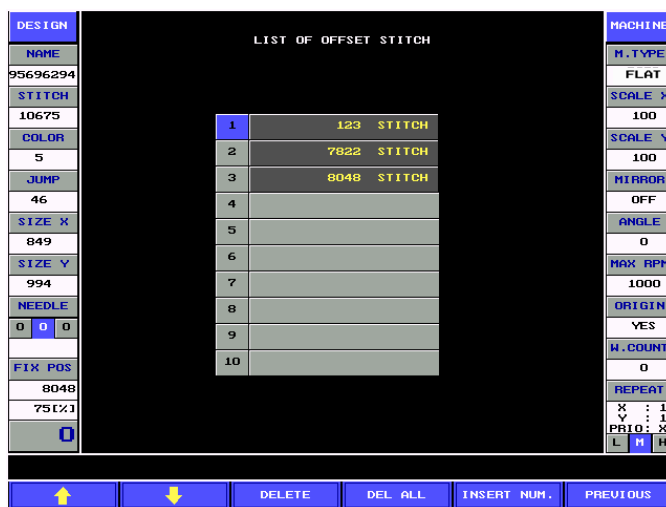 DESIGN
NAME
95696294
STITCH
10675
COLOR
5
JUMP
46
SIZE X
849
SIZE Y
994
NEEDLE
0 0 0
FIX POS
8048
75[%]
0
LIST OF OFFSET STITCH
1 123 STITCH
2 7822 STITCH
3 8048 STITCH
4
5
6
7
8
9
10
MACHINE
M.TYPE
FLAT
SCALE X
100
SCALE Y
100
MIRROR
OFF
ANGLE
0
MAX RPM
1000
ORIGIN
YES
W.COUNT
0
REPEAT
X : 1
Y : 1
PRIO: X
L M H
DELETE DEL ALL INSERT NUM. PREVIOUS